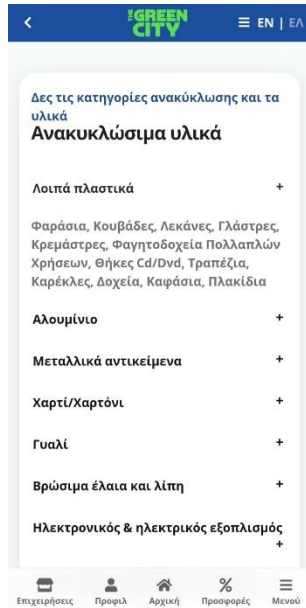 THE GREEN
CITY
EN | ΕΛ
Δες τις κατηγορίες ανακύκλωσης και τα
υλικά
Ανακυκλώσιμα υλικά
Λοιπά πλαστικά +
Φαράσια, Κουβάδες, Λεκάνες, Γλάστρες,
Κρεμάστρες, Φαγητοδοχεία Πολλαπλών
Χρήσεων, Θήκες Cd/Dvd, Τραπέζια,
Καρέκλες, Δοχεία, Καφάσια, Πλακίδια
Αλουμίνιο +
Μεταλλικά αντικείμενα +
Χαρτί/Χαρτόνι +
Γυαλί +
Βρώσιμα έλαια και λίπη +
Ηλεκτρονικός & ηλεκτρικός εξοπλισμός
+
Επιχειρήσεις Προφιλ Αρχική Προσφορές Μενού